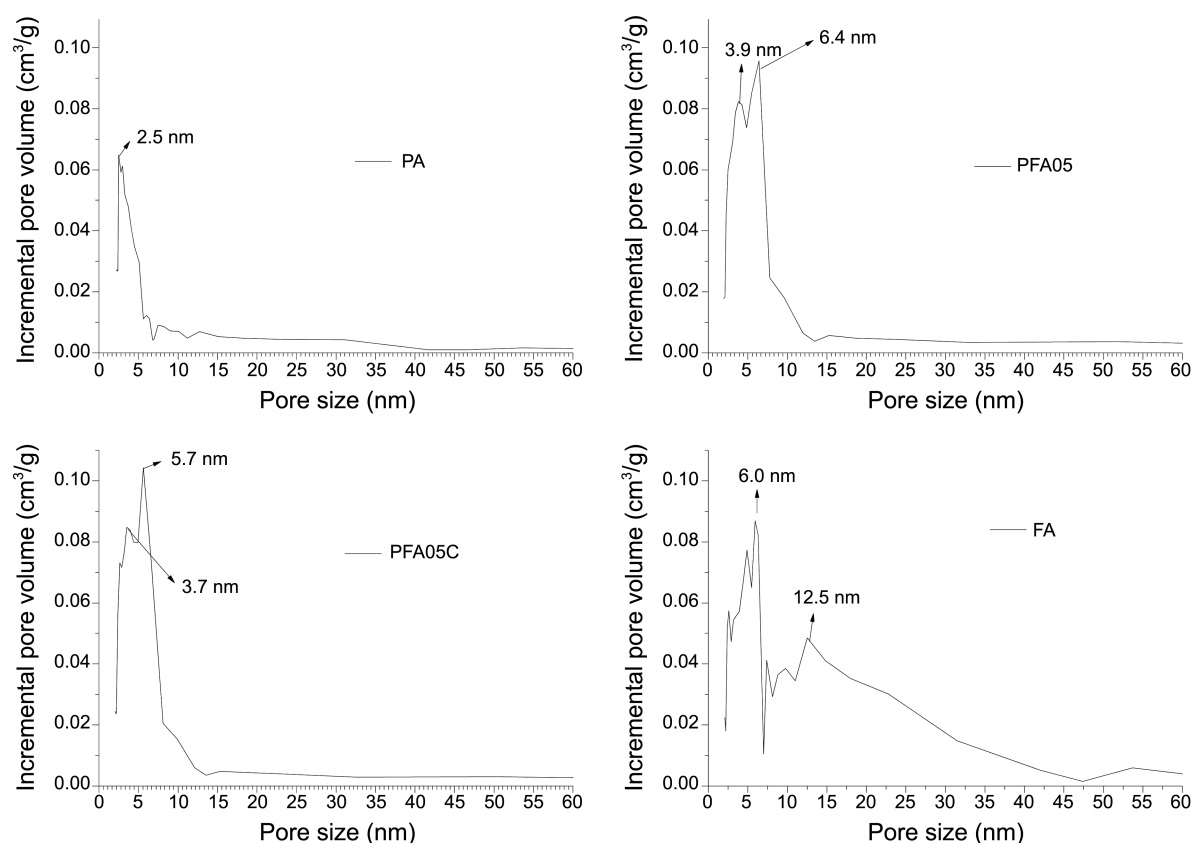 Incremental pore volume (cm³/g)
0.10
0.08
0.06
0.04
0.02
0.00
2.5 nm
PA
0 5 10 15 20 25 30 35 40 45 50 55 60
Pore size (nm)
Incremental pore volume (cm³/g)
0.10
0.08
0.06
0.04
0.02
0.00
3.9 nm
6.4 nm
PFA05
0 5 10 15 20 25 30 35 40 45 50 55 60
Pore size (nm)
Incremental pore volume (cm³/g)
0.10
0.08
0.06
0.04
0.02
0.00
5.7 nm
PFA05C
3.7 nm
0 5 10 15 20 25 30 35 40 45 50 55 60
Pore size (nm)
Incremental pore volume (cm³/g)
0.10
0.08
0.06
0.04
0.02
0.00
6.0 nm
FA
12.5 nm
0 5 10 15 20 25 30 35 40 45 50 55 60
Pore size (nm)